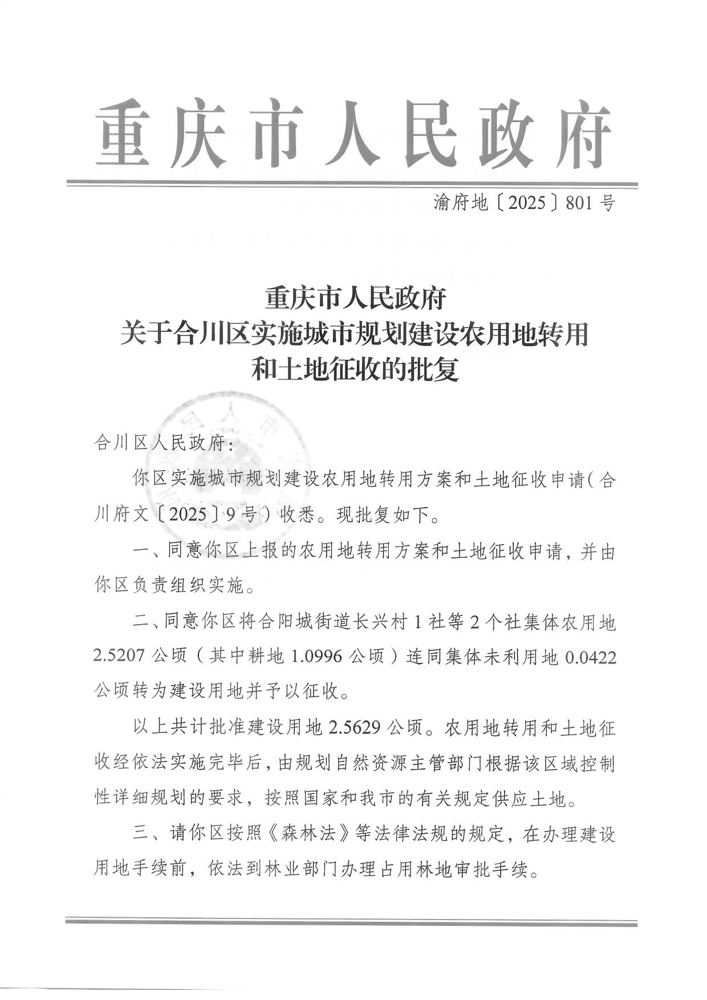 重庆市人民政府
渝府地〔2025〕801号
重庆市人民政府
关于合川区实施城市规划建设农用地转用
和土地征收的批复
合川区人民政府:
你区实施城市规划建设农用地转用方案和土地征收申请(合
川府文〔2025〕9号)收悉。现批复如下。
一、同意你区上报的农用地转用方案和土地征收申请，并由
你区负责组织实施。
二、同意你区将合阳城街道长兴村1社等2个社集体农用地
2.5207公顷(其中耕地1.0996公顷)连同集体未利用地0.0422
公顷转为建设用地并予以征收。
以上共计批准建设用地2.5629公顷。农用地转用和土地征
收经依法实施完毕后，由规划自然资源主管部门根据该区域控制
性详细规划的要求，按照国家和我市的有关规定供应土地。
三、请你区按照《森林法》等法律法规的规定，在办理建设
用地手续前，依法到林业部门办理占用林地审批手续。